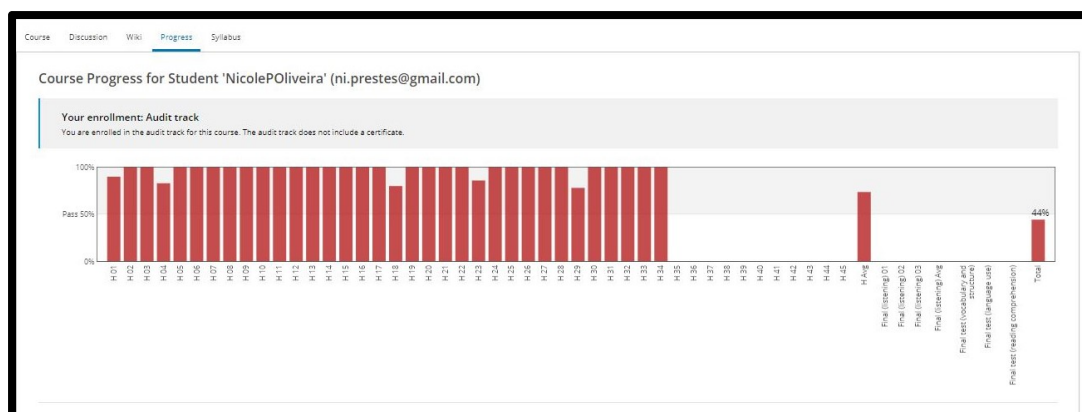 Course Discussion Wiki Progress Syllabus
Course Progress for Student 'NicolePOliveira' (ni.prestes@gmail.com)
Your enrollment: Audit track
You are enrolled in the audit track for this course. The audit track does not include a certificate.
100%
Pass 50%
0%
44%
H 01
H 02
H 03
H 04
H 05
H 06
H 07
H 08
H 09
H 10
H 11
H 12
H 13
H 14
H 15
H 16
H 17
H 18
H 19
H 20
H 21
H 22
H 23
H 24
H 25
H 26
H 27
H 28
H 29
H 30
H 31
H 32
H 33
H 34
H 35
H 36
H 37
H 38
H 39
H 40
H 41
H 42
H 43
H 44
H 45
H Avg
Final (listening) 01
Final (listening) 02
Final (listening) 03
Final (listening) Avg
Final test (vocabulary and
structure)
Final test (language use)
Final test (reading comprehension)
Total